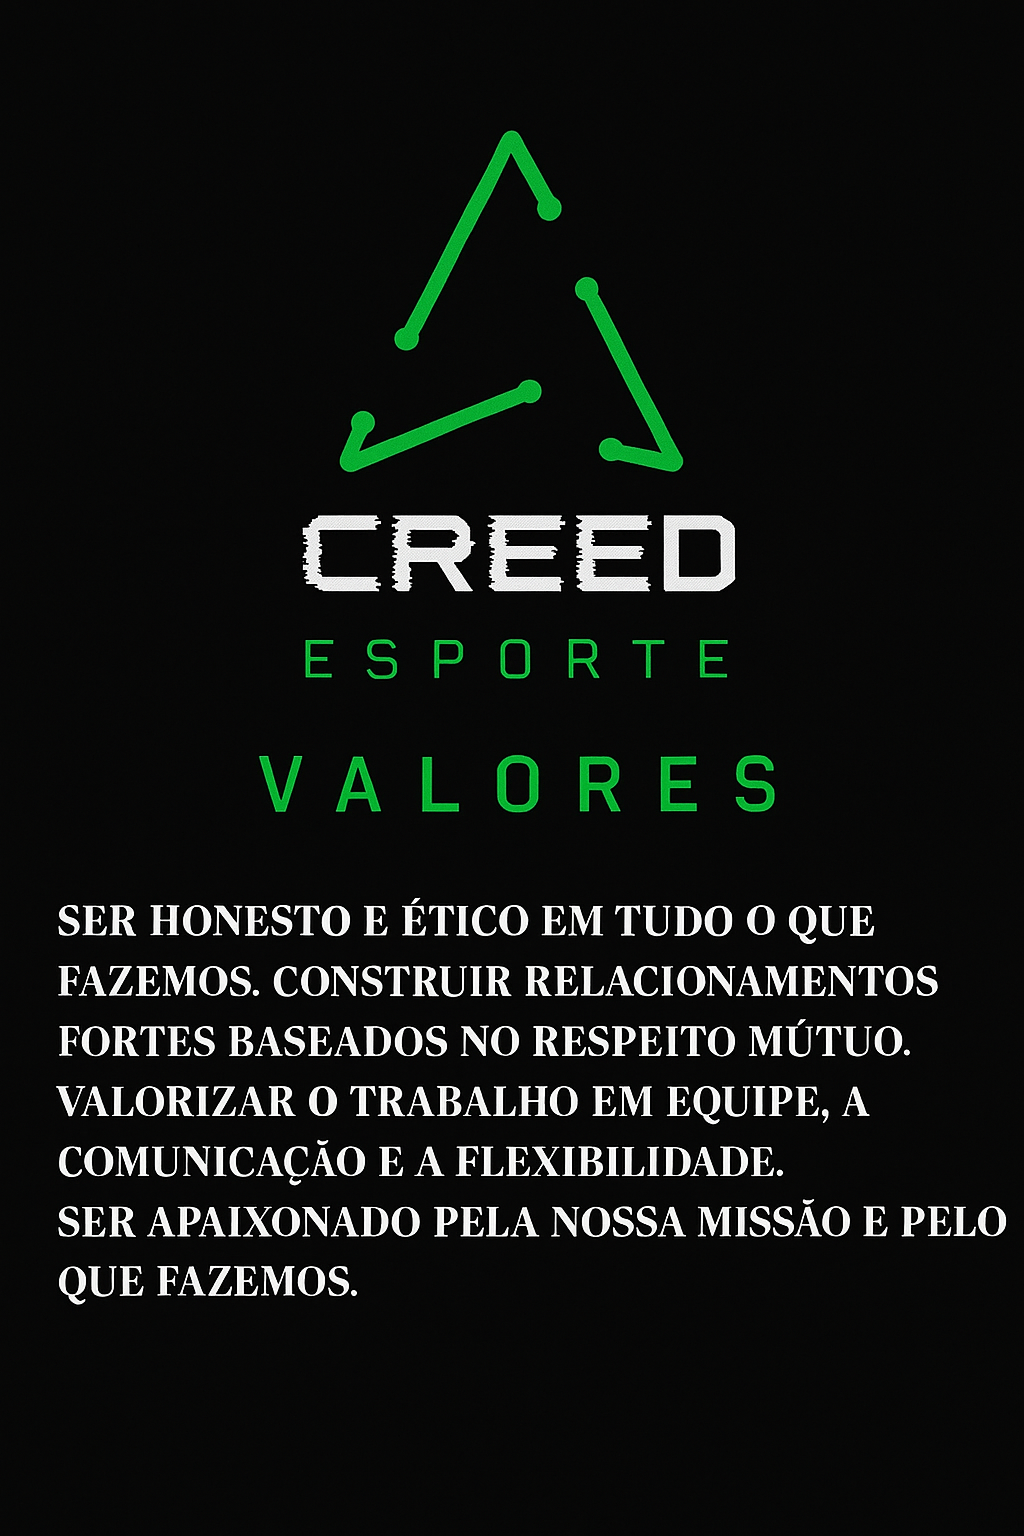 CREED
ESPORTE
VALORES
SER HONESTO E ÉTICO EM TUDO O QUE
FAZEMOS. CONSTRUIR RELACIONAMENTOS
FORTES BASEADOS NO RESPEITO MÚTUO.
VALORIZAR O TRABALHO EM EQUIPE, A
COMUNICAÇÃO E A FLEXIBILIDADE.
SER APAIXONADO PELA NOSSA MISSÃO E PELO
QUE FAZEMOS.